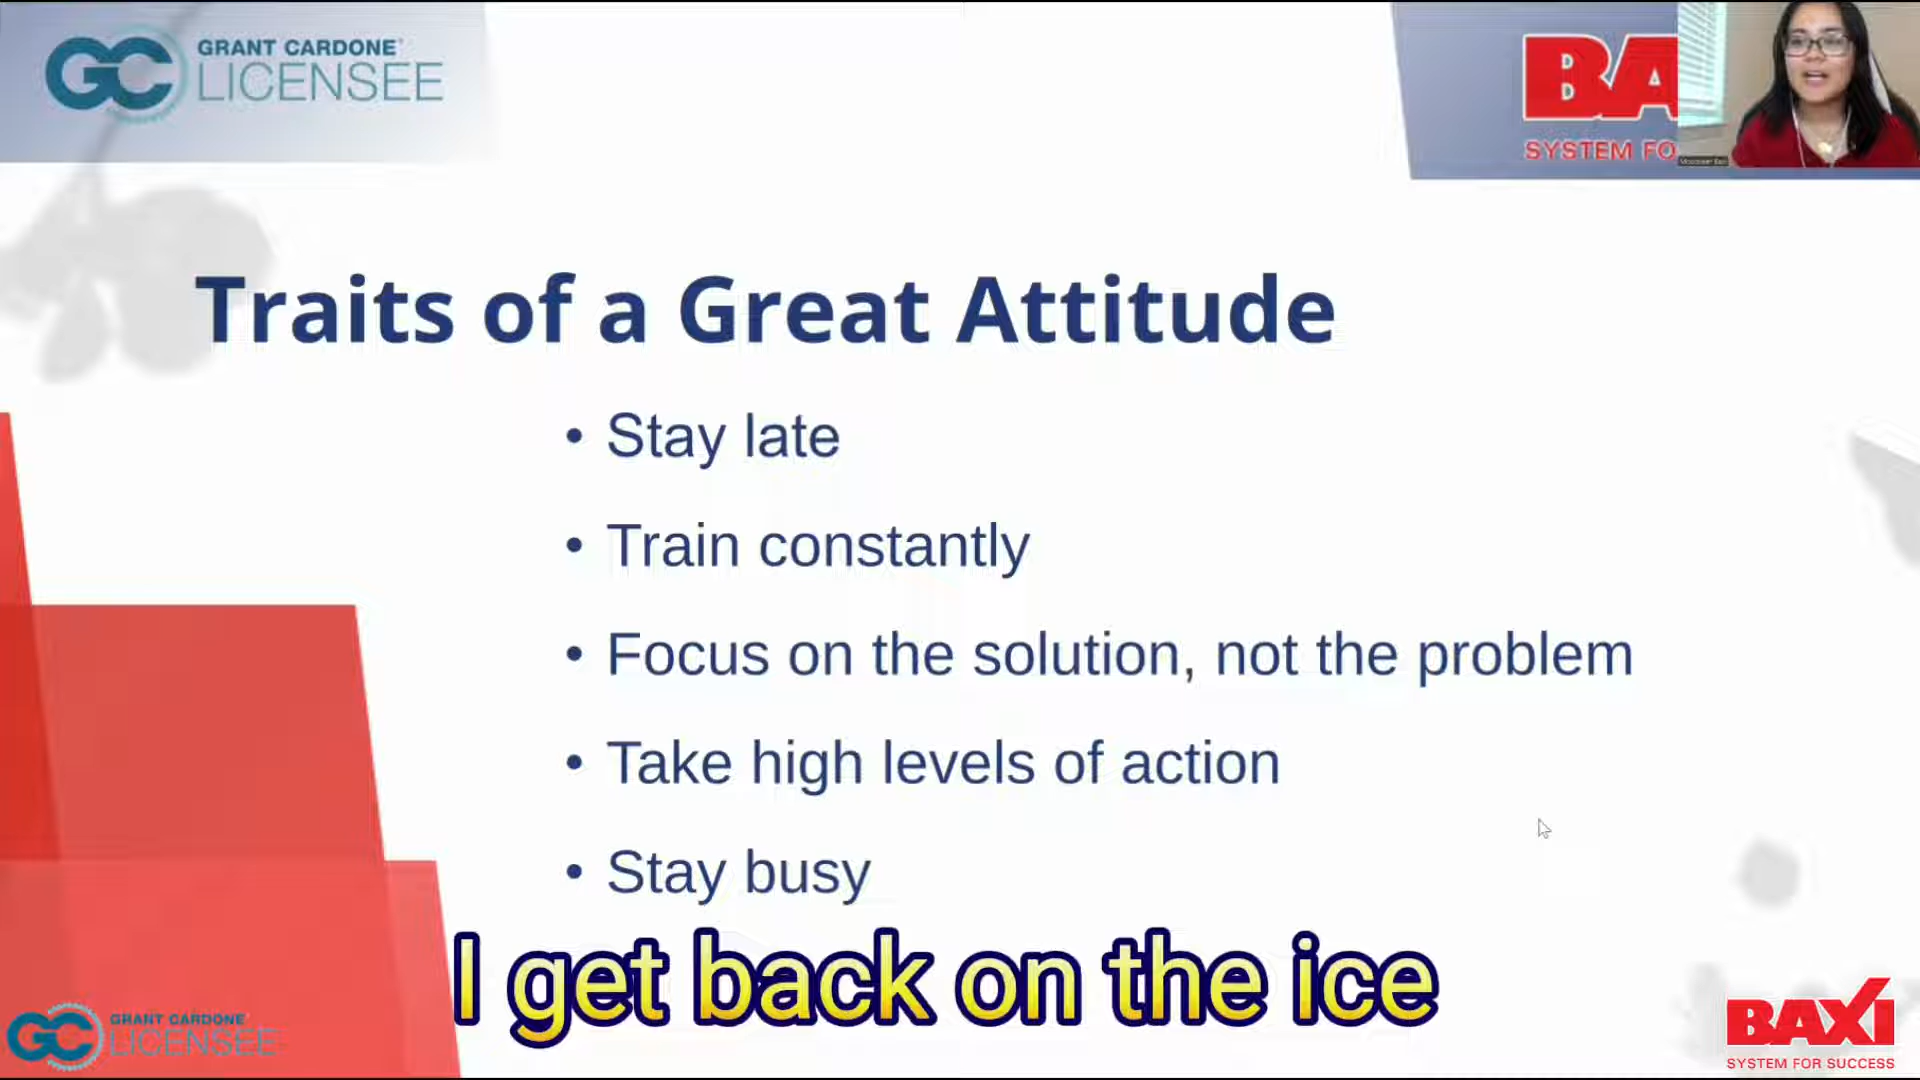 GC GRANT CARDONE
LICENSEE
BA
SYSTEM FO
Traits of a Great Attitude
• Stay late
• Train constantly
• Focus on the solution, not the problem
• Take high levels of action
• Stay busy
I get back on the ice
GC GRANT CARDONE
LICENSEE
BAXI
SYSTEM FOR SUCCESS